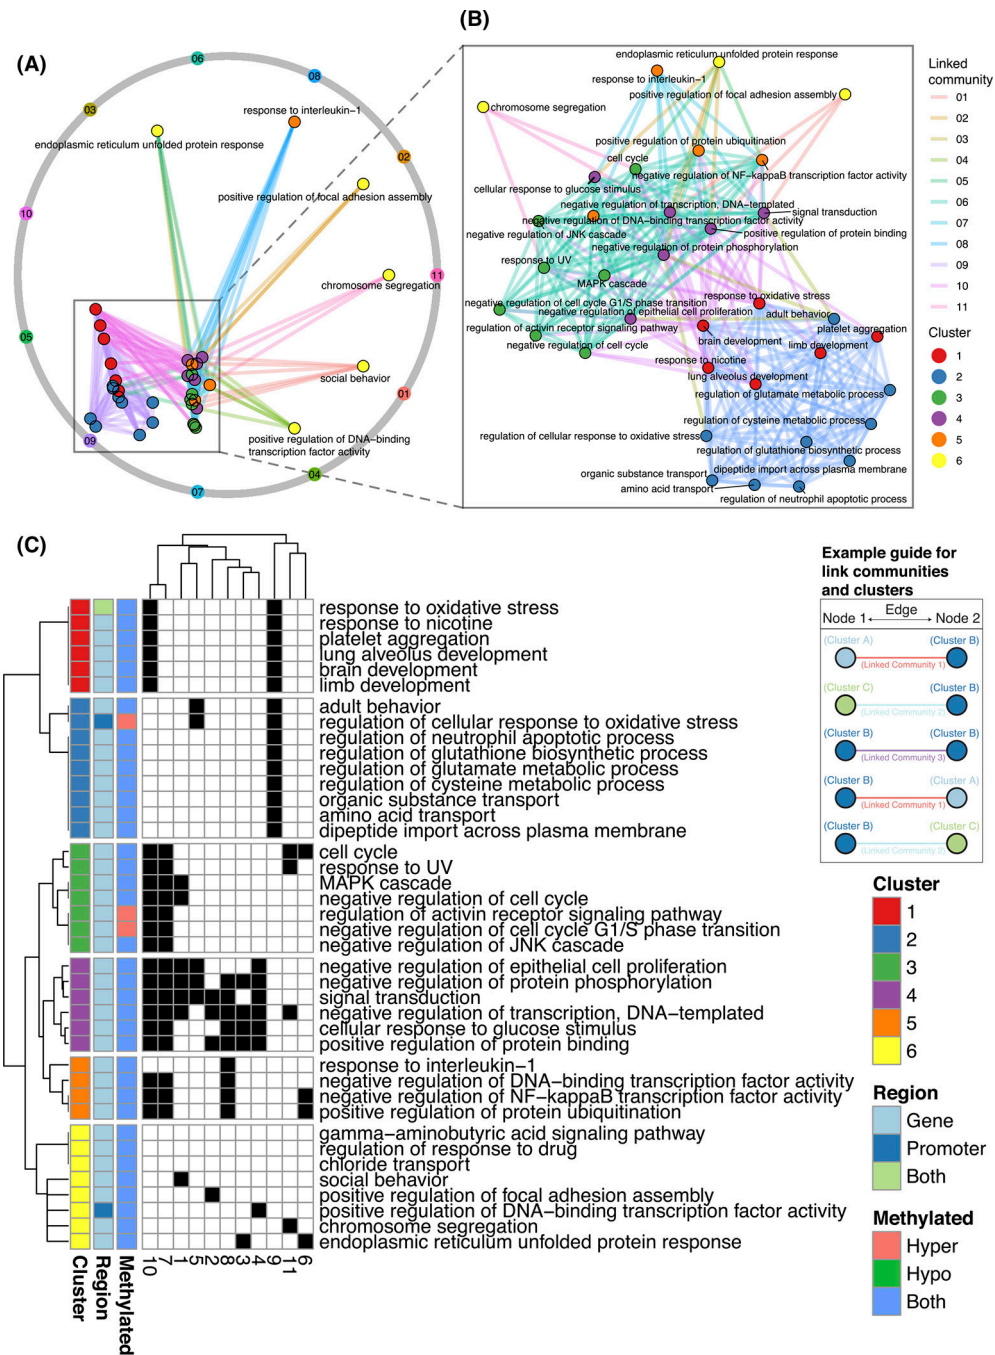 (A)
06
08
03
response to interleukin−1
endoplasmic reticulum unfolded protein response
02
positive regulation of focal adhesion assembly
10
11
chromosome segregation
05
social behavior
01
positive regulation of DNA−binding
transcription factor activity
09
04
07
(B)
endoplasmic reticulum unfolded protein response
response to interleukin−1
positive regulation of focal adhesion assembly
chromosome segregation
positive regulation of protein ubiquitination
cell cycle
negative regulation of NF−kappaB transcription factor activity
cellular response to glucose stimulus
negative regulation of transcription, DNA−templated
signal transduction
negative regulation of DNA−binding transcription factor activity
positive regulation of protein binding
negative regulation of JNK cascade
negative regulation of protein phosphorylation
response to UV
MAPK cascade
response to oxidative stress
negative regulation of cell cycle G1/S phase transition
negative regulation of epithelial cell proliferation
adult behavior
regulation of activin receptor signaling pathway
platelet aggregation
brain development
limb development
negative regulation of cell cycle
response to nicotine
lung alveolus development
regulation of glutamate metabolic process
regulation of cysteine metabolic process
regulation of cellular response to oxidative stress
regulation of glutathione biosynthetic process
organic substance transport
dipeptide import across plasma membrane
amino acid transport
regulation of neutrophil apoptotic process
Linked
community
01
02
03
04
05
06
07
08
09
10
11
Cluster
1
2
3
4
5
6
(C)
response to oxidative stress
response to nicotine
platelet aggregation
lung alveolus development
brain development
limb development
adult behavior
regulation of cellular response to oxidative stress
regulation of neutrophil apoptotic process
regulation of glutathione biosynthetic process
regulation of glutamate metabolic process
regulation of cysteine metabolic process
organic substance transport
amino acid transport
dipeptide import across plasma membrane
cell cycle
response to UV
MAPK cascade
negative regulation of cell cycle
regulation of activin receptor signaling pathway
negative regulation of cell cycle G1/S phase transition
negative regulation of JNK cascade
negative regulation of epithelial cell proliferation
negative regulation of protein phosphorylation
signal transduction
negative regulation of transcription, DNA−templated
cellular response to glucose stimulus
positive regulation of protein binding
response to interleukin−1
negative regulation of DNA−binding transcription factor activity
negative regulation of NF−kappaB transcription factor activity
positive regulation of protein ubiquitination
gamma−aminobutyric acid signaling pathway
regulation of response to drug
chloride transport
social behavior
positive regulation of focal adhesion assembly
positive regulation of DNA−binding transcription factor activity
chromosome segregation
endoplasmic reticulum unfolded protein response
Cluster
Region
Methylated
10 7 1 5 2 8 3 4 9 11 6
Example guide for
link communities
and clusters
Edge
Node 1 Node 2
(Cluster A) (Cluster B)
(Linked Community 1)
(Cluster C) (Cluster B)
(Linked Community 2)
(Cluster B) (Cluster B)
(Linked Community 3)
(Cluster B) (Cluster A)
(Linked Community 1)
(Cluster B) (Cluster C)
(Linked Community 2)
Cluster
1
2
3
4
5
6
Region
Gene
Promoter
Both
Methylated
Hyper
Hypo
Both